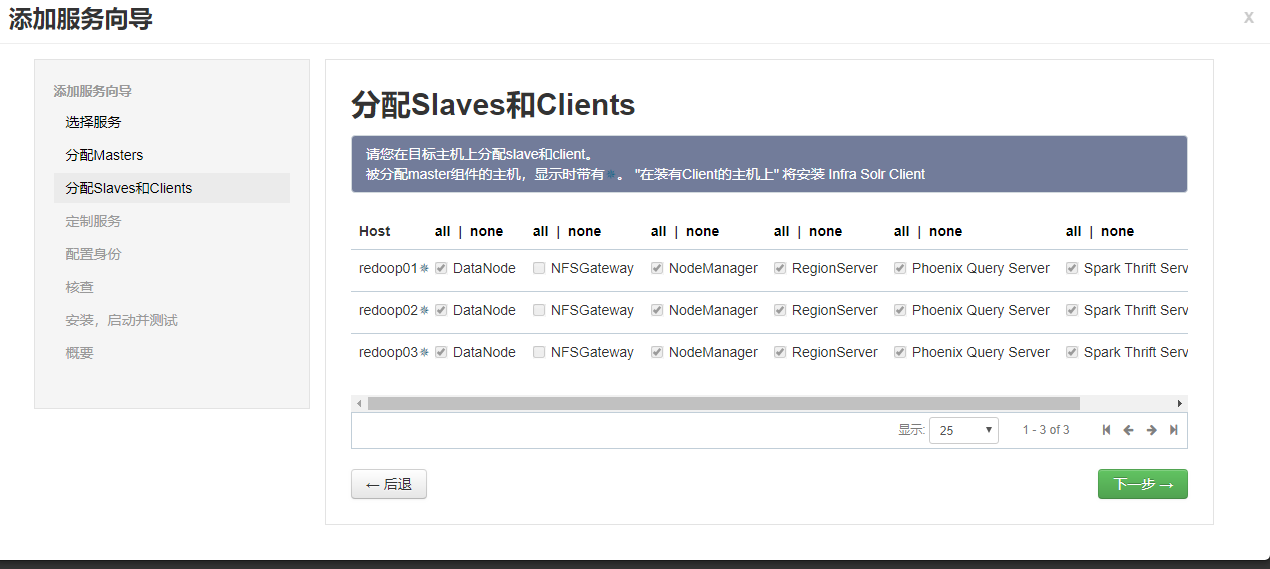 添加服务向导
x
添加服务向导
选择服务
分配Masters
分配Slaves和Clients
定制服务
配置身份
核查
安装，启动并测试
概要
分配Slaves和Clients
请您在目标主机上分配slave和client。
被分配master组件的主机，显示时带有✵。 "在装有Client的主机上" 将安装 Infra Solr Client
Host all | none all | none all | none all | none all | none all | none
redoop01✵ DataNode NFSGateway NodeManager RegionServer Phoenix Query Server Spark Thrift Serv
redoop02✵ DataNode NFSGateway NodeManager RegionServer Phoenix Query Server Spark Thrift Serv
redoop03✵ DataNode NFSGateway NodeManager RegionServer Phoenix Query Server Spark Thrift Serv
显示: 25 1 - 3 of 3
← 后退
下一步 →